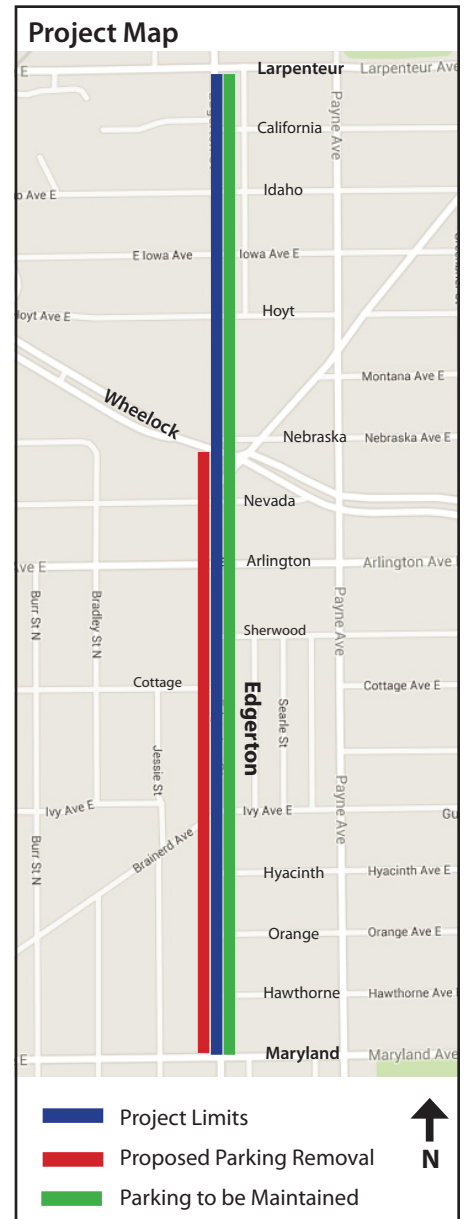 Project Map
E
Larpenteur
Larpenteur Ave
Payne Ave
California
Idaho
o Ave E
E Iowa Ave
Iowa Ave E
Hoyt Ave E
Hoyt
Montana Ave E
Wheelock
Nebraska
Nebraska Ave E
Nevada
Arlington
Arlington Ave
ve E
Burr St N
Bradley St N
Payne Ave
Sherwood
Cottage
Cottage Ave E
Edgerton
Searle St
Jessie St
Ivy Ave E
Ivy Ave E
Gu
Payne Ave
Brainerd Ave
Burr St N
Hyacinth
Hyacinth Ave E
Orange
Orange Ave E
Hawthorne
Hawthorne Ave
E
Maryland
Maryland Ave
Project Limits
Proposed Parking Removal
Parking to be Maintained
N